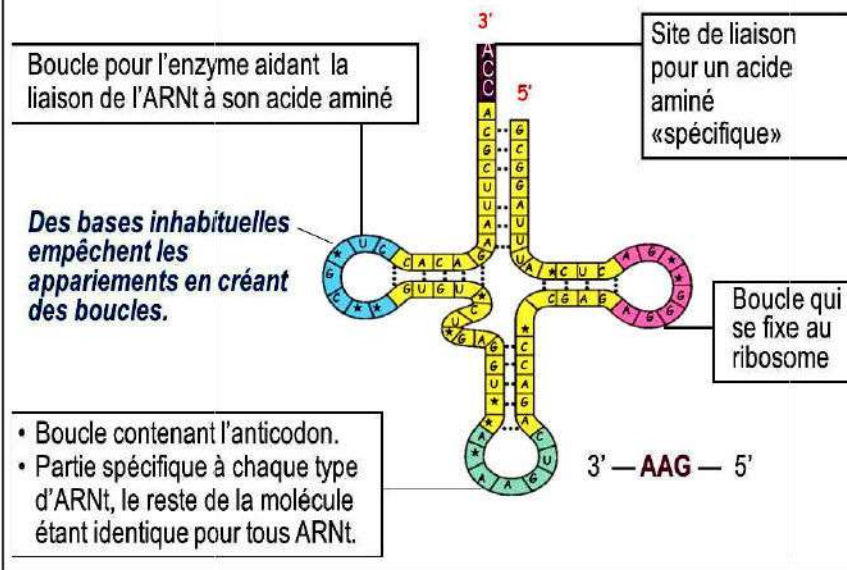 3'
5'
Boucle pour l'enzyme aidant la
liaison de l'ARNt à son acide aminé
Site de liaison
pour un acide
aminé
«spécifique»
Des bases inhabituelles
empêchent les
appariements en créant
des boucles.
A
C
C
A
C
G
C
U
U
A
A
G
G
C
G
G
A
U
U
U
A * C U C
A G * * G G G A
G A G C
* U C
G
* C * *
C A C A G
G U G U *
C
U
* G A G
G
U
*
*
*
C
C
A
G
A
C
U
G
A
A
*
A
Boucle qui
se fixe au
ribosome
• Boucle contenant l'anticodon.
• Partie spécifique à chaque type
d'ARNt, le reste de la molécule
étant identique pour tous ARNt.
3' — AAG — 5'